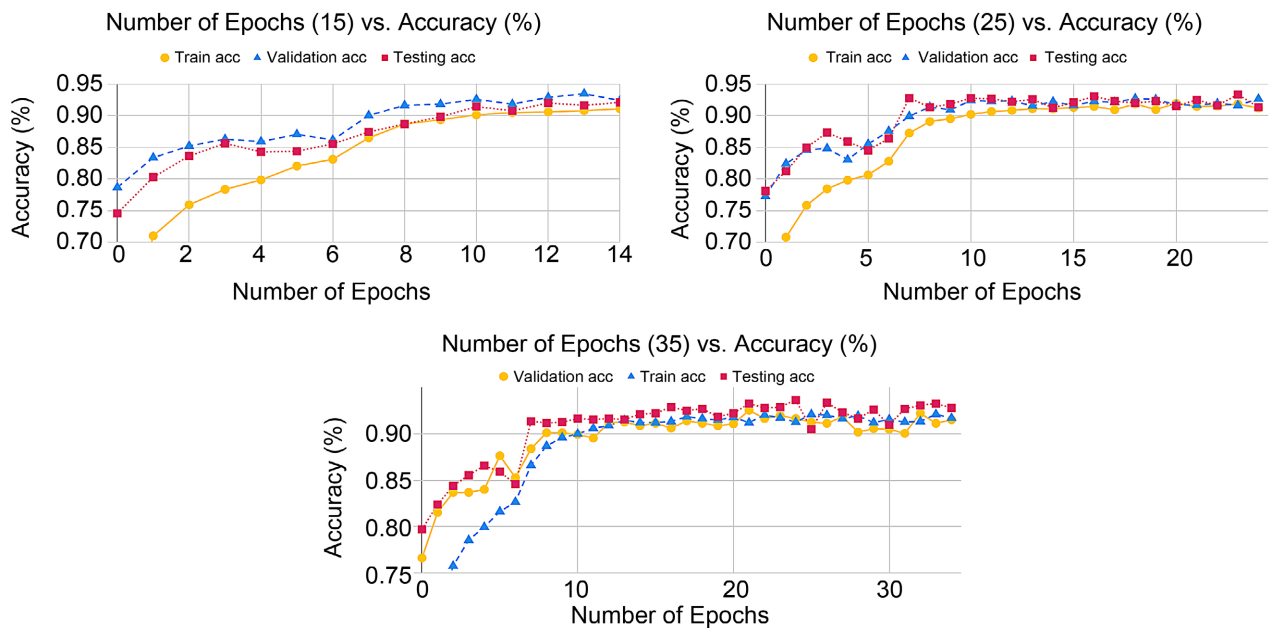 Number of Epochs (15) vs. Accuracy (%)
Train acc Validation acc Testing acc
Accuracy (%)
0.95
0.90
0.85
0.80
0.75
0.70
0 2 4 6 8 10 12 14
Number of Epochs
Number of Epochs (25) vs. Accuracy (%)
Train acc Validation acc Testing acc
Accuracy (%)
0.95
0.90
0.85
0.80
0.75
0.70
0 5 10 15 20
Number of Epochs
Number of Epochs (35) vs. Accuracy (%)
Validation acc Train acc Testing acc
Accuracy (%)
0.90
0.85
0.80
0.75
0 10 20 30
Number of Epochs